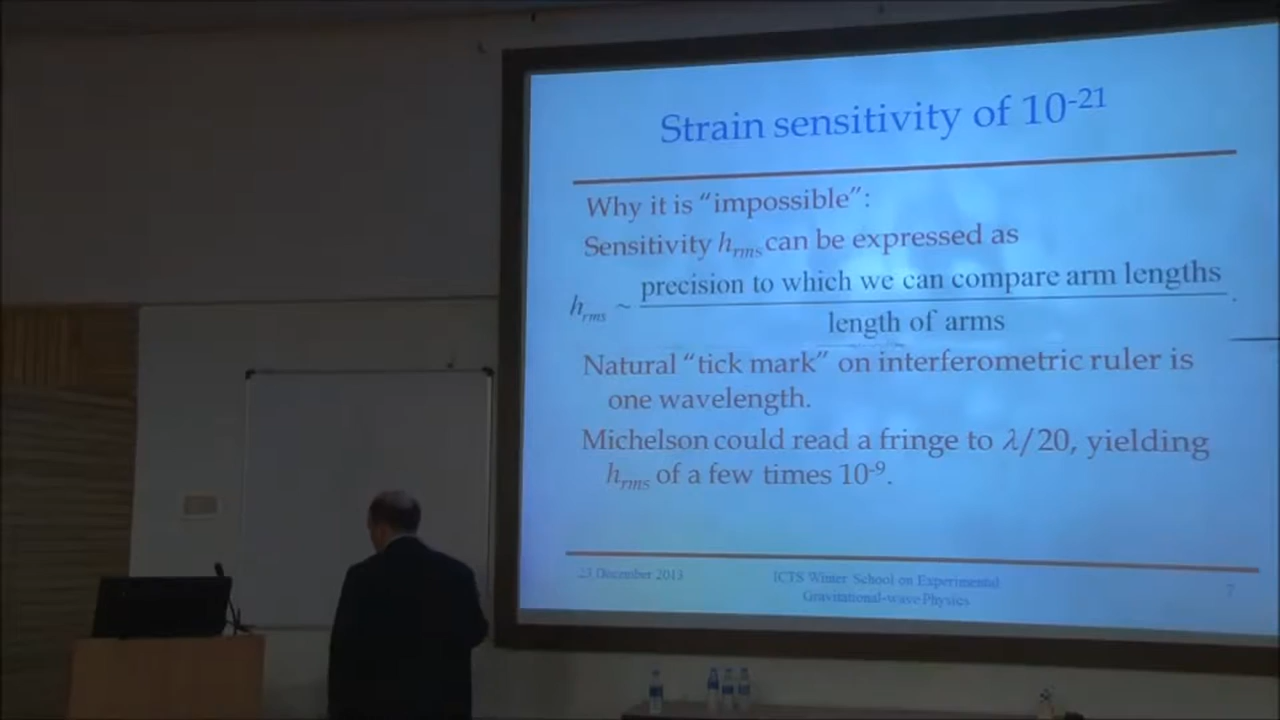 Strain sensitivity of 10⁻²¹
Why it is “impossible”:
Sensitivity hᵣₘₛ can be expressed as
hᵣₘₛ ~ precision to which we can compare arm lengths / length of arms .
Natural “tick mark” on interferometric ruler is
one wavelength.
Michelson could read a fringe to λ/20, yielding
hᵣₘₛ of a few times 10⁻⁹.
23 December 2013
ICTS Winter School on Experimental
Gravitational-wave Physics
7